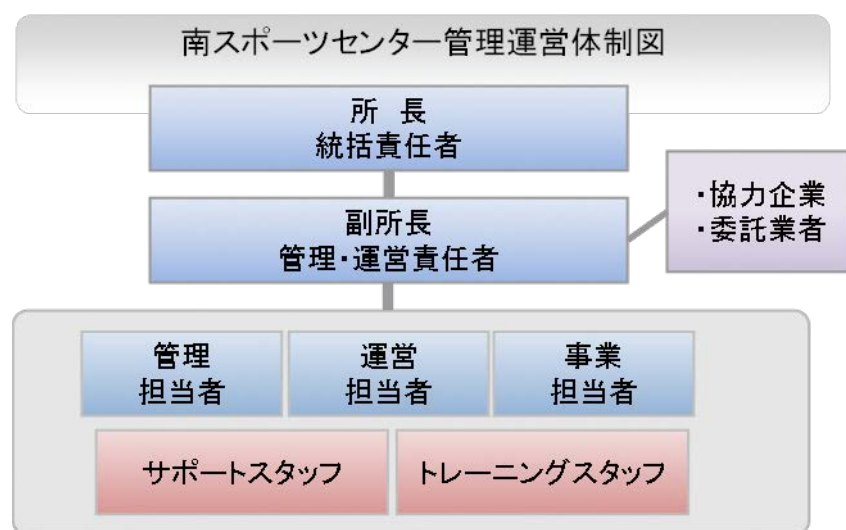 南スポーツセンター管理運営体制図
所 長
統括責任者
副所長
管理・運営責任者
・協力企業
・委託業者
管理
担当者
運営
担当者
事業
担当者
サポートスタッフ
トレーニングスタッフ